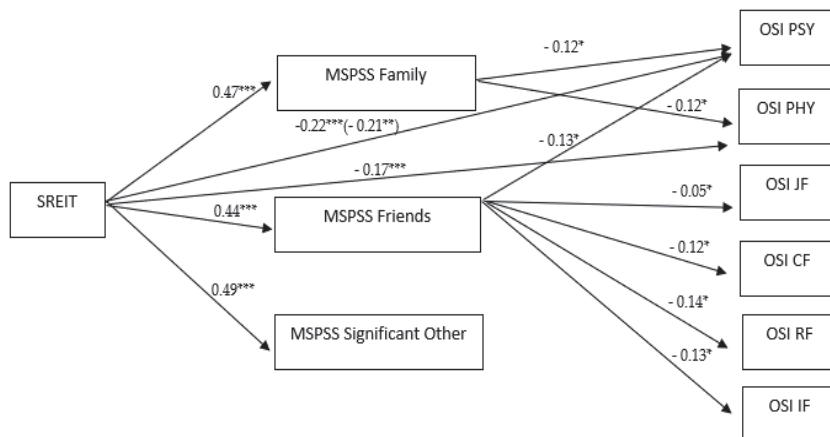 OSI PSY
- 0.12*
MSPSS Family
0.47***
-0.22***(- 0.21**)
- 0.12*
OSI PHY
- 0.13*
- 0.17***
SREIT
0.44***
MSPSS Friends
- 0.05*
OSI JF
- 0.12*
OSI CF
0.49***
MSPSS Significant Other
- 0.14*
OSI RF
- 0.13*
OSI IF